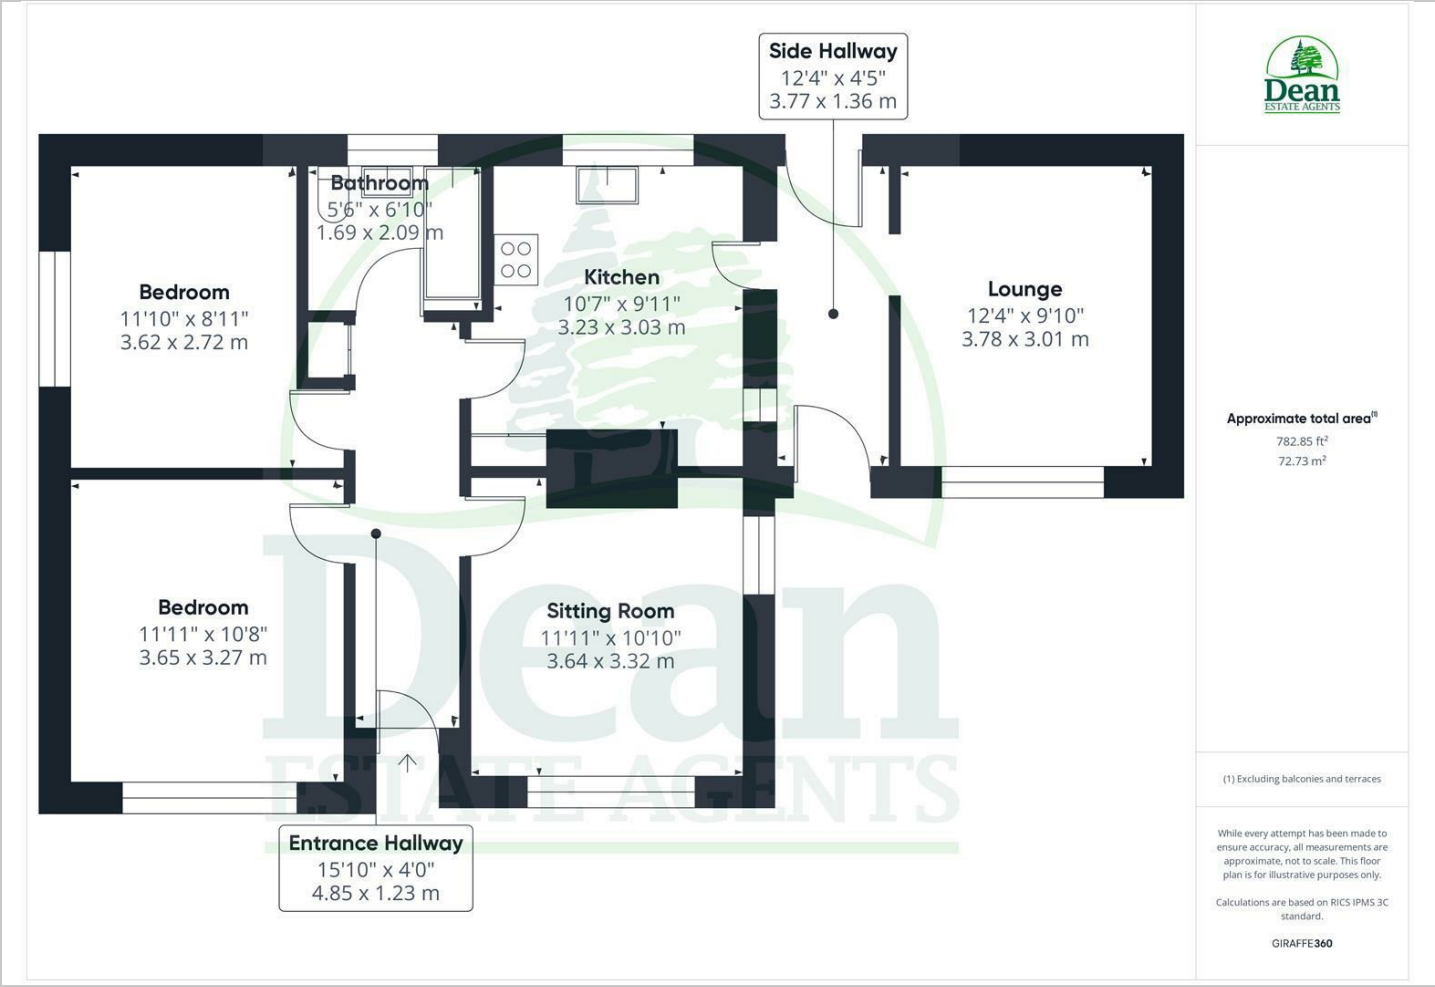 Side Hallway
12'4" x 4'5"
3.77 x 1.36 m
Dean
ESTATE AGENTS
Bathroom
5'6" x 6'10"
1.69 x 2.09 m
Bedroom
11'10" x 8'11"
3.62 x 2.72 m
Kitchen
10'7" x 9'11"
3.23 x 3.03 m
Lounge
12'4" x 9'10"
3.78 x 3.01 m
Approximate total area(1)
782.85 ft²
72.73 m²
Bedroom
11'11" x 10'8"
3.65 x 3.27 m
Sitting Room
11'11" x 10'10"
3.64 x 3.32 m
Dean
ESTATE AGENTS
Entrance Hallway
15'10" x 4'0"
4.85 x 1.23 m
(1) Excluding balconies and terraces
While every attempt has been made to
ensure accuracy, all measurements are
approximate, not to scale. This floor
plan is for illustrative purposes only.
Calculations are based on RICS IPMS 3C
standard.
GIRAFFE360